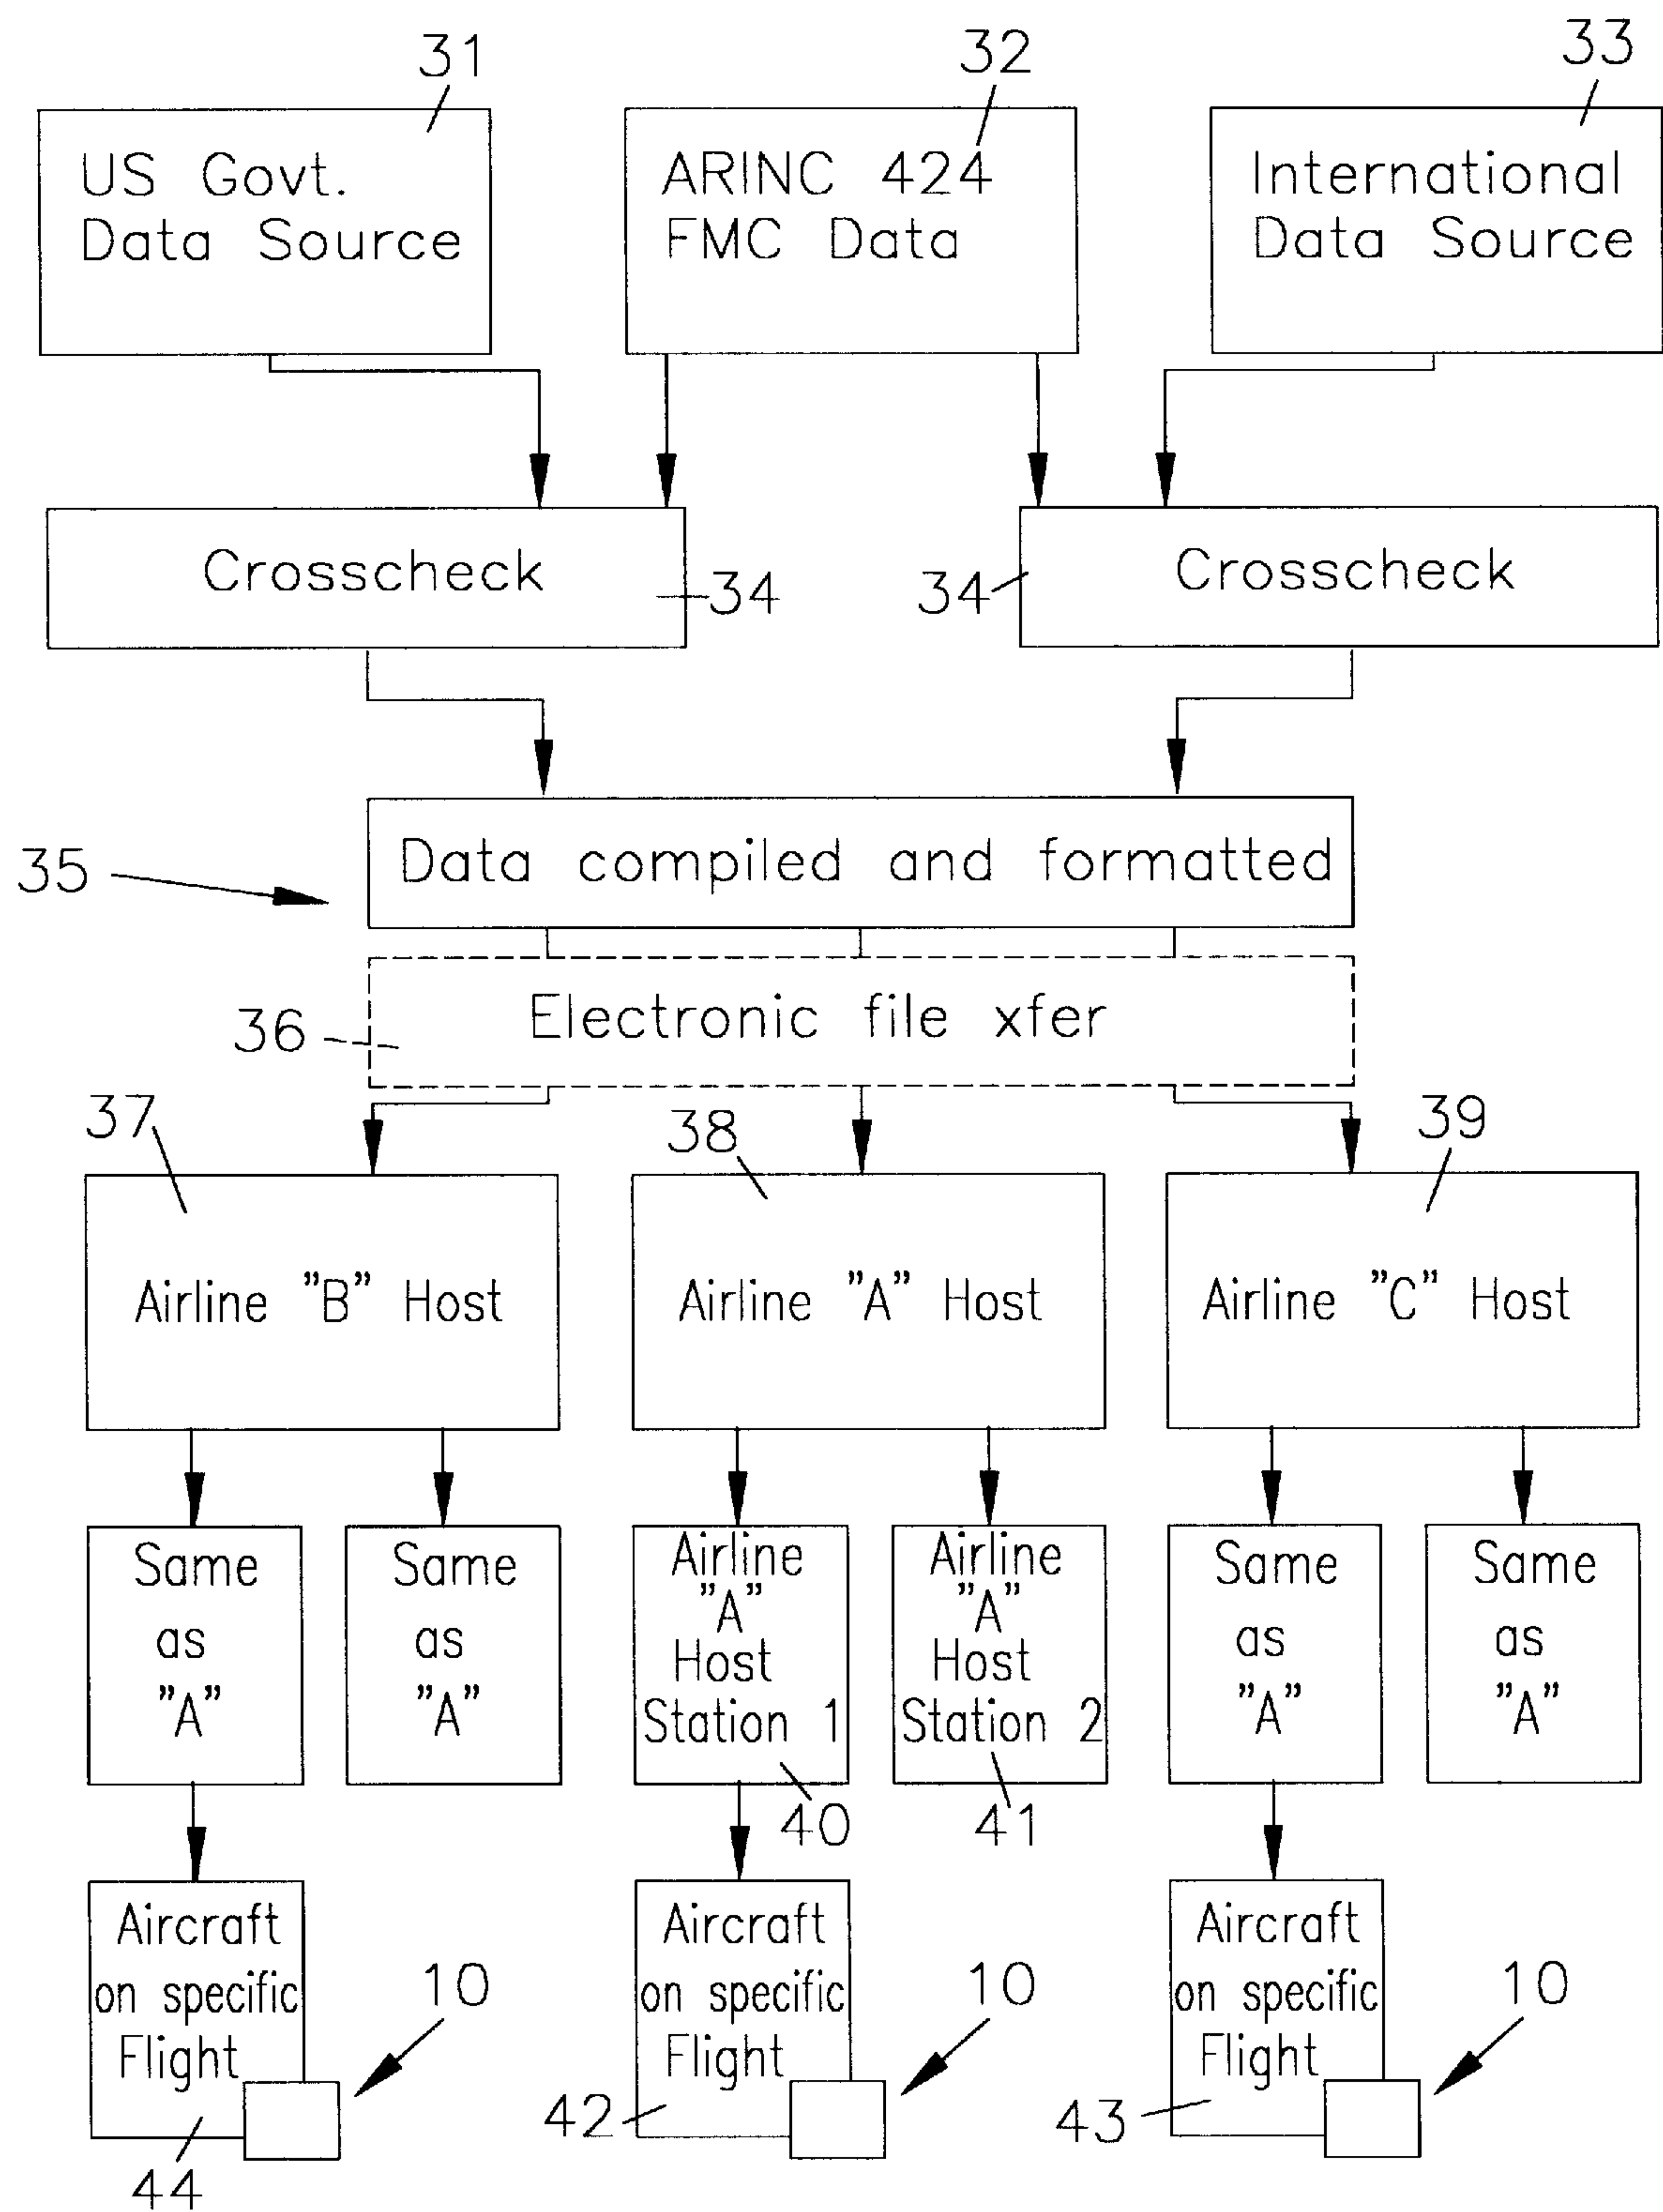 31
32
33
US Govt.
Data Source
ARINC 424
FMC Data
International
Data Source
Crosscheck
34
34
Crosscheck
35
Data compiled and formatted
36
Electronic file xfer
37
38
39
Airline "B" Host
Airline "A" Host
Airline "C" Host
Same
as
"A"
Same
as
"A"
Airline
"A"
Host
Station 1
Airline
"A"
Host
Station 2
Same
as
"A"
Same
as
"A"
40
41
Aircraft
on specific
Flight
10
44
Aircraft
on specific
Flight
10
42
Aircraft
on specific
Flight
10
43